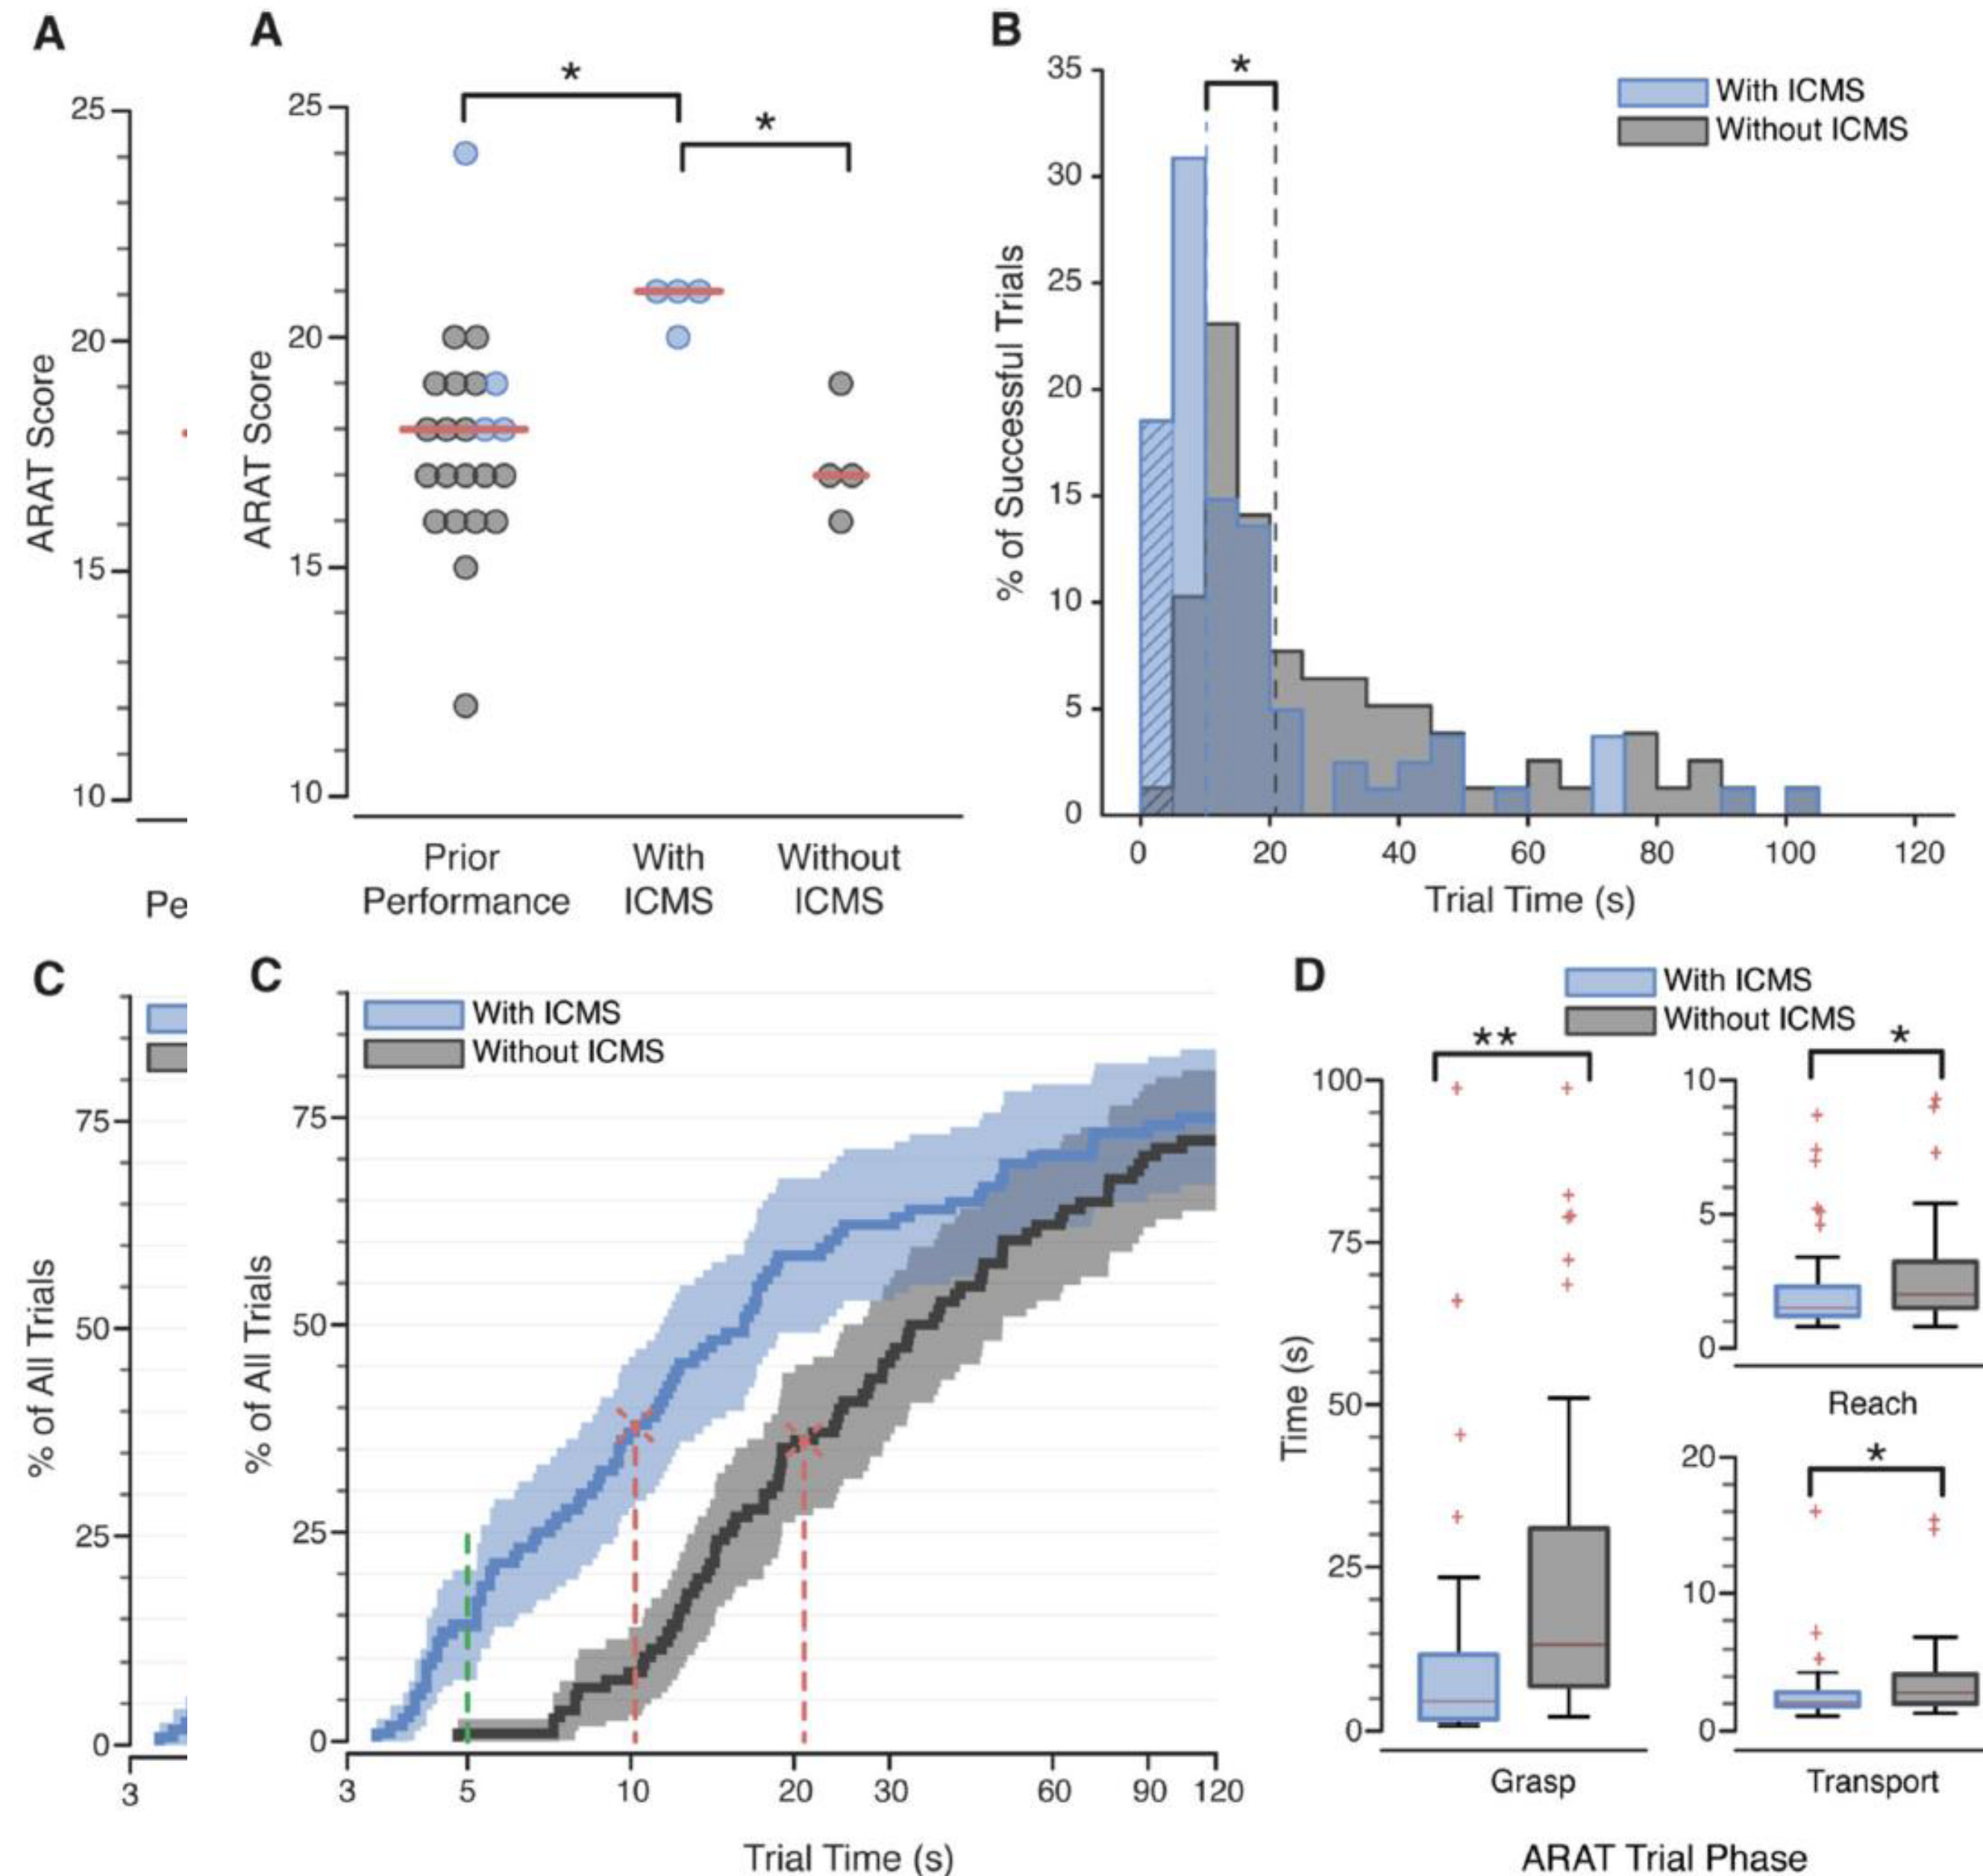 A
25
20
15
10
ARAT Score
Pe
A
*
*
25
20
15
10
ARAT Score
Prior
Performance
With
ICMS
Without
ICMS
B
*
With ICMS
Without ICMS
35
30
25
20
15
10
5
0
% of Successful Trials
0 20 40 60 80 100 120
Trial Time (s)
C
75
50
25
0
% of All Trials
3
C
With ICMS
Without ICMS
75
50
25
0
% of All Trials
3 5 10 20 30 60 90 120
Trial Time (s)
D
With ICMS
Without ICMS
**
100
75
50
25
0
Time (s)
Grasp
*
10
5
0
Reach
*
20
10
0
Transport
ARAT Trial Phase